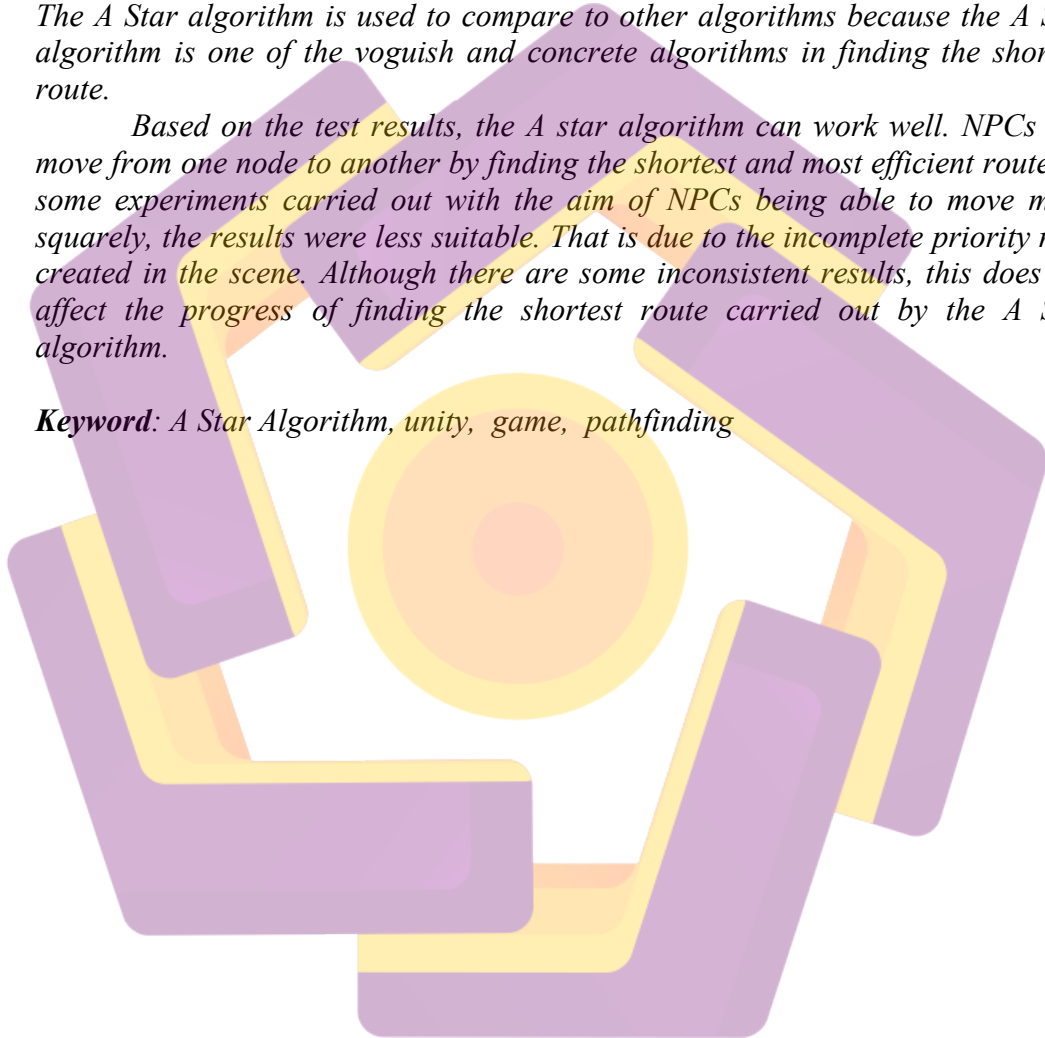 The A Star algorithm is used to compare to other algorithms because the A S
algorithm is one of the voguish and concrete algorithms in finding the shor
route.
Based on the test results, the A star algorithm can work well. NPCs
move from one node to another by finding the shortest and most efficient route
some experiments carried out with the aim of NPCs being able to move m
squarely, the results were less suitable. That is due to the incomplete priority r
created in the scene. Although there are some inconsistent results, this does
affect the progress of finding the shortest route carried out by the A S
algorithm.
Keyword: A Star Algorithm, unity, game, pathfinding